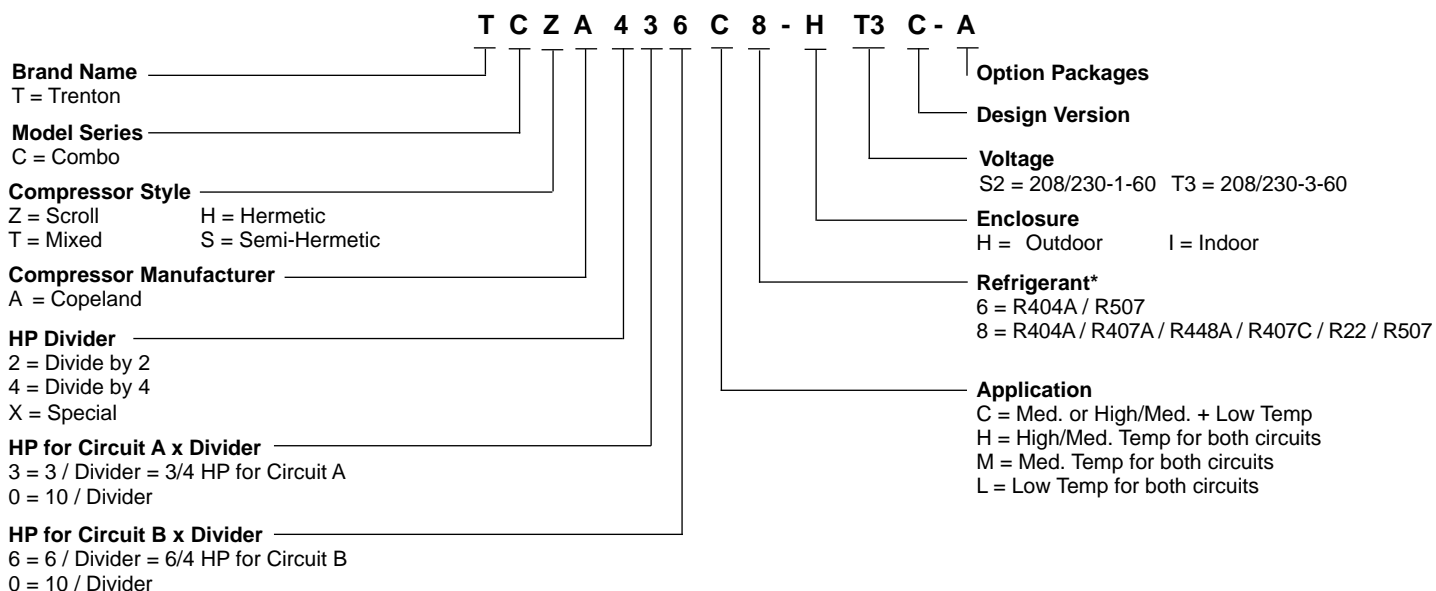 T C Z A 4 3 6 C 8 - H T3 C - A
Brand Name
T = Trenton
Model Series
C = Combo
Compressor Style
Z = Scroll H = Hermetic
T = Mixed S = Semi-Hermetic
Compressor Manufacturer
A = Copeland
HP Divider
2 = Divide by 2
4 = Divide by 4
X = Special
HP for Circuit A x Divider
3 = 3 / Divider = 3/4 HP for Circuit A
0 = 10 / Divider
HP for Circuit B x Divider
6 = 6 / Divider = 6/4 HP for Circuit B
0 = 10 / Divider
Option Packages
Design Version
Voltage
S2 = 208/230-1-60 T3 = 208/230-3-60
Enclosure
H = Outdoor I = Indoor
Refrigerant*
6 = R404A / R507
8 = R404A / R407A / R448A / R407C / R22 / R507
Application
C = Med. or High/Med. + Low Temp
H = High/Med. Temp for both circuits
M = Med. Temp for both circuits
L = Low Temp for both circuits